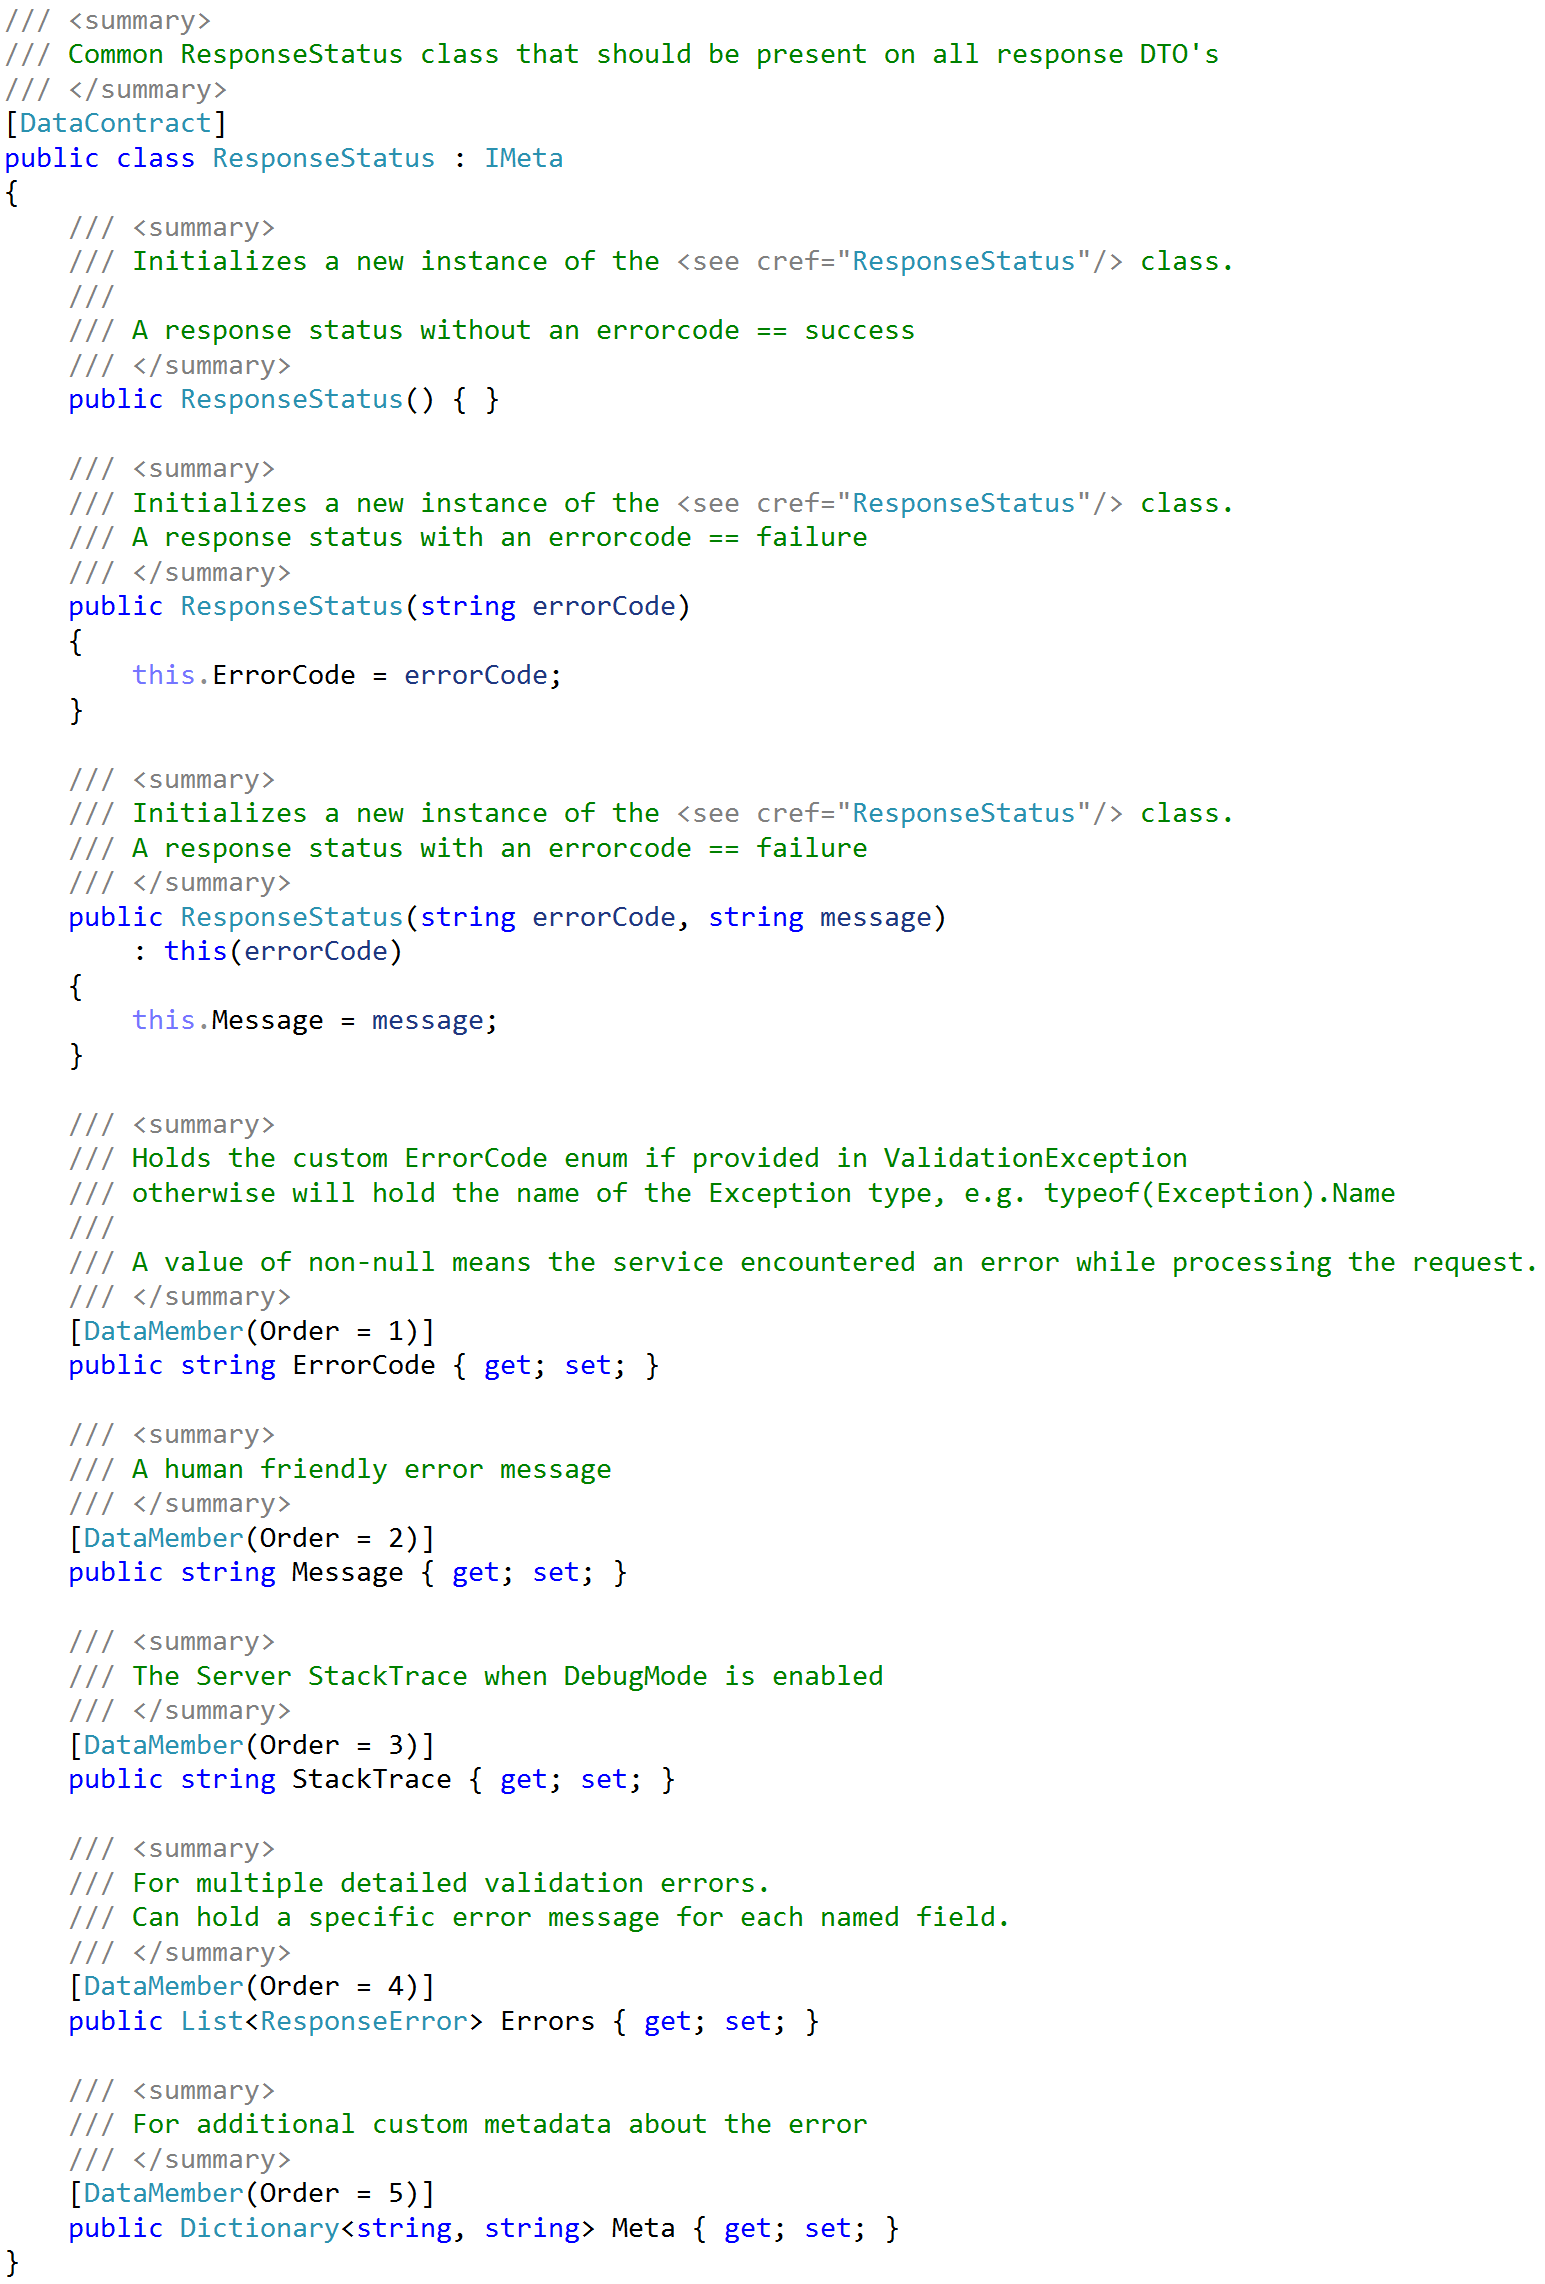 /// <summary>
/// Common ResponseStatus class that should be present on all response DTO's
/// </summary>
[DataContract]
public class ResponseStatus : IMeta
{
    /// <summary>
    /// Initializes a new instance of the <see cref="ResponseStatus"/> class.
    ///
    /// A response status without an errorcode == success
    /// </summary>
    public ResponseStatus() { }

    /// <summary>
    /// Initializes a new instance of the <see cref="ResponseStatus"/> class.
    /// A response status with an errorcode == failure
    /// </summary>
    public ResponseStatus(string errorCode)
    {
        this.ErrorCode = errorCode;
    }

    /// <summary>
    /// Initializes a new instance of the <see cref="ResponseStatus"/> class.
    /// A response status with an errorcode == failure
    /// </summary>
    public ResponseStatus(string errorCode, string message)
        : this(errorCode)
    {
        this.Message = message;
    }

    /// <summary>
    /// Holds the custom ErrorCode enum if provided in ValidationException
    /// otherwise will hold the name of the Exception type, e.g. typeof(Exception).Name
    ///
    /// A value of non-null means the service encountered an error while processing the request.
    /// </summary>
    [DataMember(Order = 1)]
    public string ErrorCode { get; set; }

    /// <summary>
    /// A human friendly error message
    /// </summary>
    [DataMember(Order = 2)]
    public string Message { get; set; }

    /// <summary>
    /// The Server StackTrace when DebugMode is enabled
    /// </summary>
    [DataMember(Order = 3)]
    public string StackTrace { get; set; }

    /// <summary>
    /// For multiple detailed validation errors.
    /// Can hold a specific error message for each named field.
    /// </summary>
    [DataMember(Order = 4)]
    public List<ResponseError> Errors { get; set; }

    /// <summary>
    /// For additional custom metadata about the error
    /// </summary>
    [DataMember(Order = 5)]
    public Dictionary<string, string> Meta { get; set; }
}